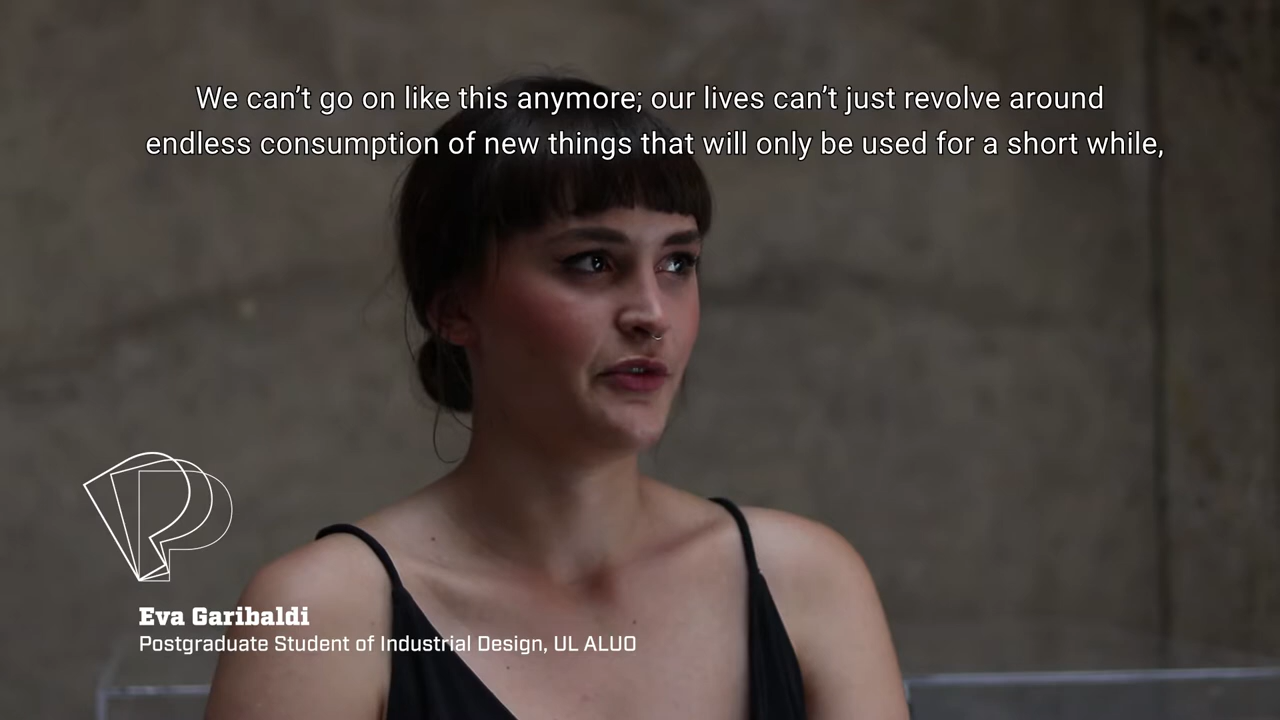 We can’t go on like this anymore; our lives can’t just revolve around
endless consumption of new things that will only be used for a short while,
Eva Garibaldi
Postgraduate Student of Industrial Design, UL ALUO